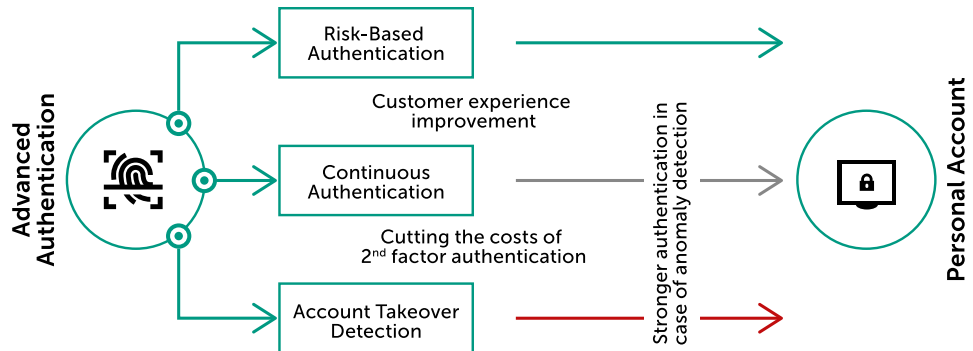 Advanced
Authentication
Risk-Based
Authentication
Customer experience
improvement
Continuous
Authentication
Cutting the costs of
2nd factor authentication
Account Takeover
Detection
Stronger authentication in
case of anomaly detection
Personal Account